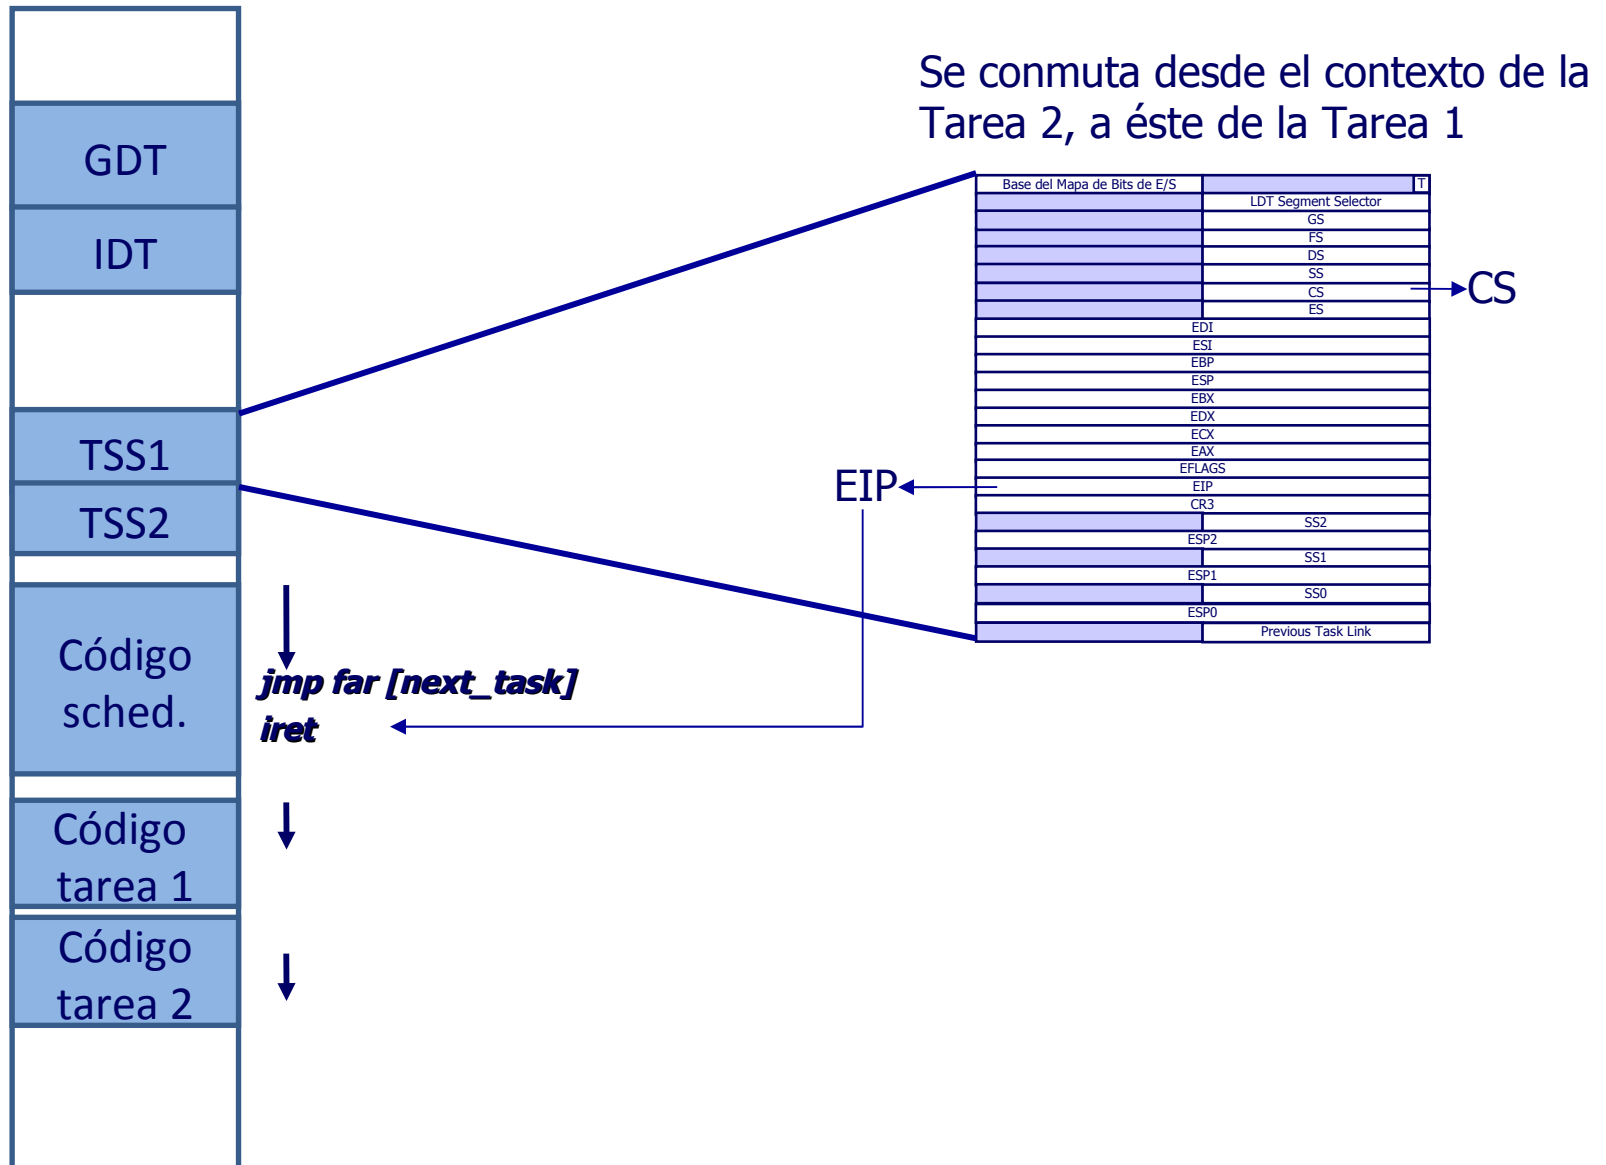 Se conmuta desde el contexto de la
Tarea 2, a éste de la Tarea 1
GDT
IDT
TSS1
TSS2
Código
sched.
Código
tarea 1
Código
tarea 2
jmp far [next_task]
iret
EIP
CS
Base del Mapa de Bits de E/S
T
LDT Segment Selector
GS
FS
DS
SS
CS
ES
EDI
ESI
EBP
ESP
EBX
EDX
ECX
EAX
EFLAGS
EIP
CR3
SS2
ESP2
SS1
ESP1
SS0
ESP0
Previous Task Link